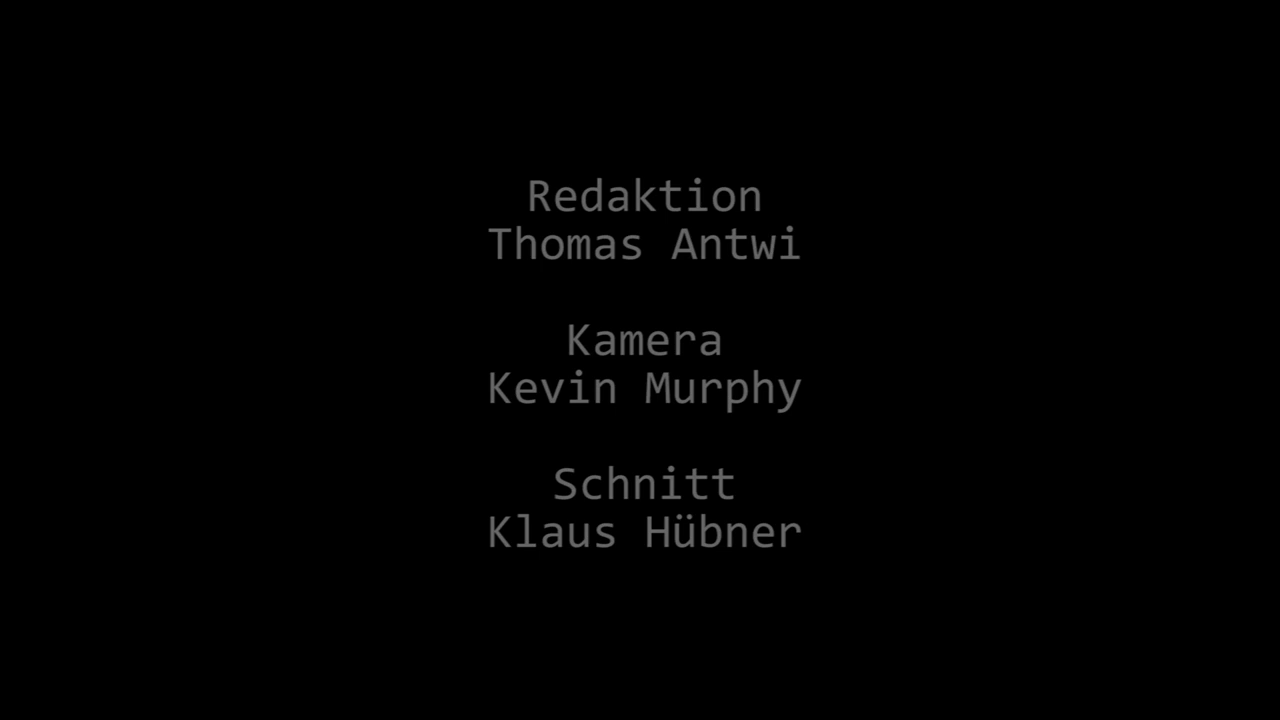 Redaktion
Thomas Antwi
Kamera
Kevin Murphy
Schnitt
Klaus Hübner